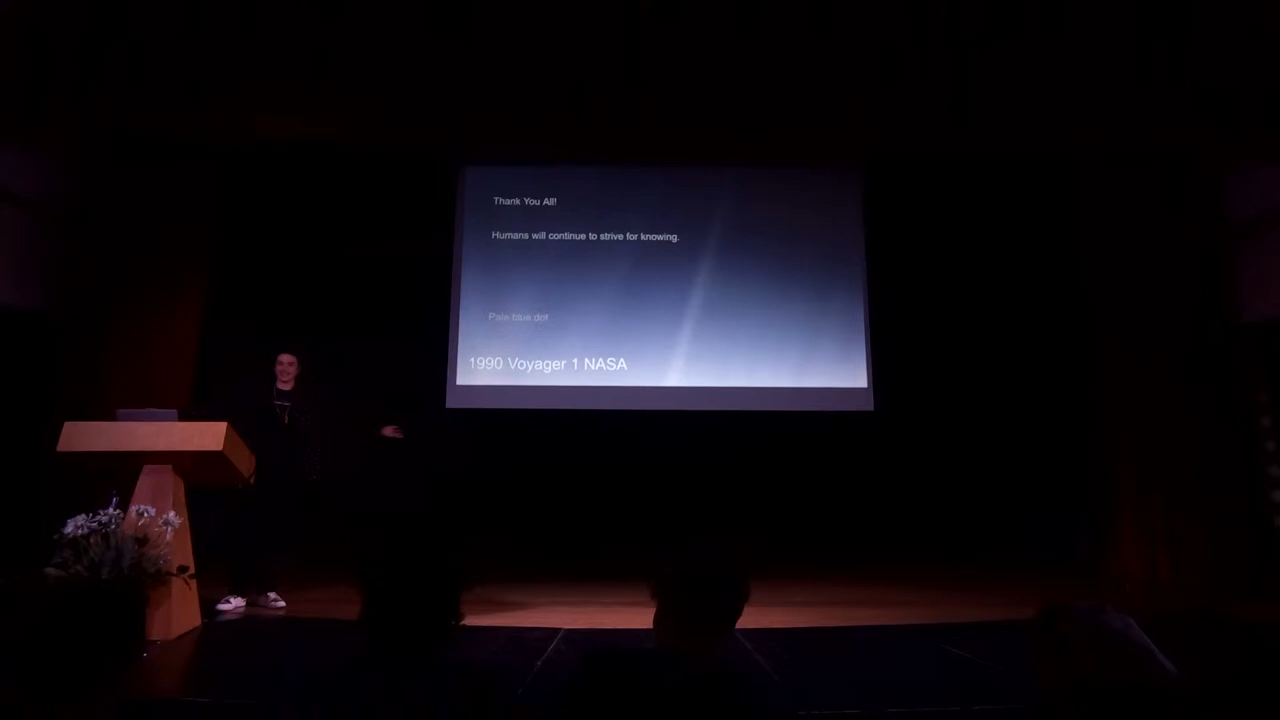 Thank You All!
Humans will continue to strive for knowing.
Pale blue dot
1990 Voyager 1 NASA